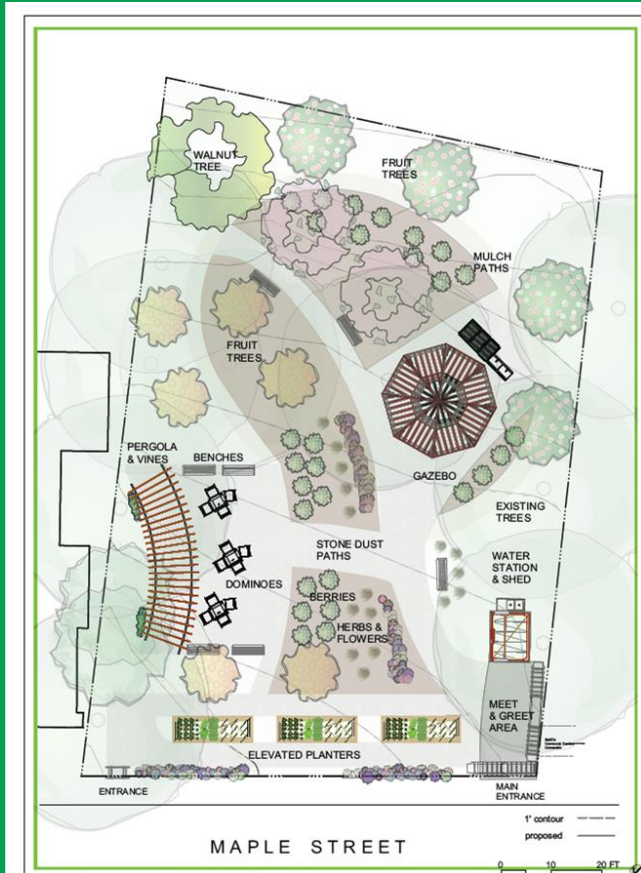 WALNUT
TREE
FRUIT
TREES
MULCH
PATHS
FRUIT
TREES
PERGOLA
& VINES
BENCHES
GAZEBO
EXISTING
TREES
STONE DUST
PATHS
WATER
STATION
& SHED
DOMINOES
BERRIES
HERBS &
FLOWERS
MEET
& GREET
AREA
ELEVATED PLANTERS
ENTRANCE
MAIN
ENTRANCE
1' contour
proposed
MAPLE STREET
0 10 20 FT